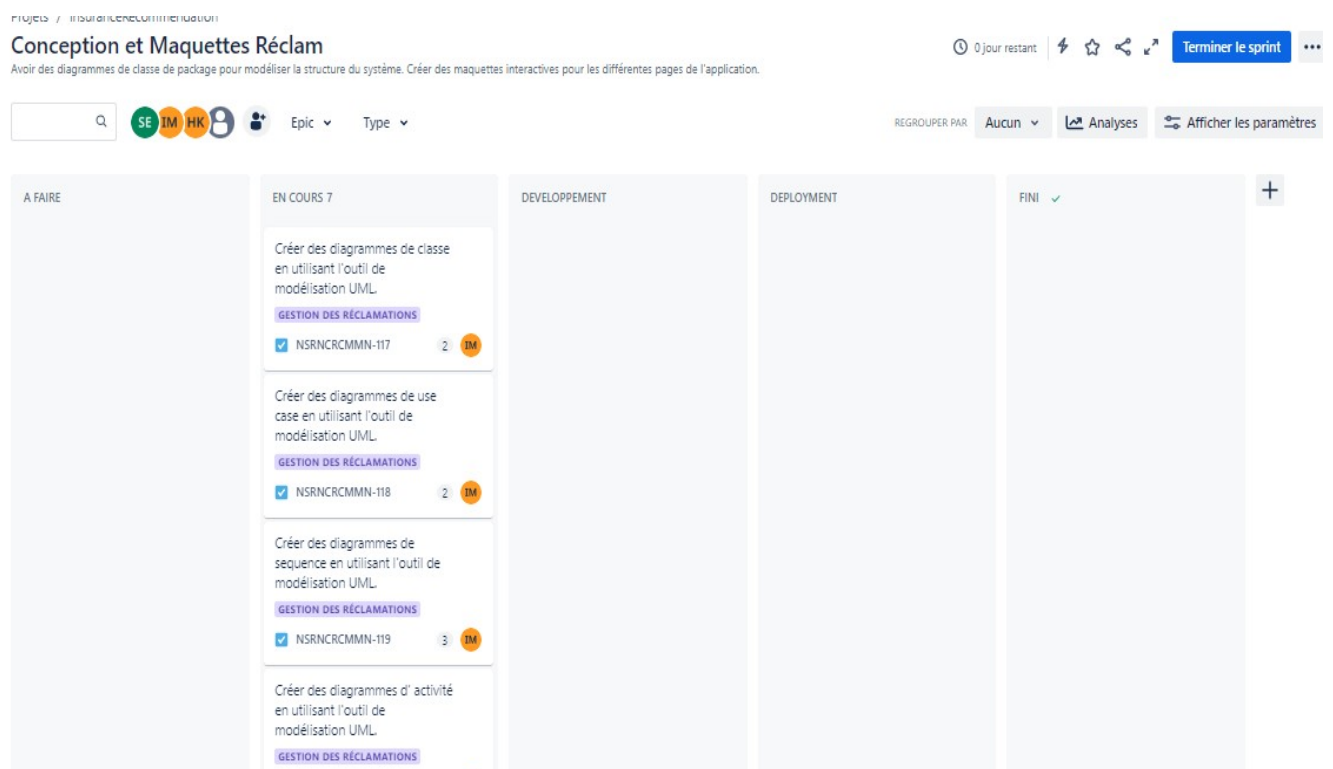 Projets / InsuranceRecommendation
Conception et Maquettes Réclam
0 jour restant
Terminer le sprint
Avoir des diagrammes de classe de package pour modéliser la structure du système. Créer des maquettes interactives pour les différentes pages de l'application.
SE IM HK
Epic
Type
REGROUPER PAR
Aucun
Analyses
Afficher les paramètres
A FAIRE
EN COURS 7
DEVELOPPEMENT
DEPLOYMENT
FINI
Créer des diagrammes de classe
en utilisant l'outil de
modélisation UML.
GESTION DES RÉCLAMATIONS
NSRNCRCMMN-117
2 IM
Créer des diagrammes de use
case en utilisant l'outil de
modélisation UML.
GESTION DES RÉCLAMATIONS
NSRNCRCMMN-118
2 IM
Créer des diagrammes de
sequence en utilisant l'outil de
modélisation UML.
GESTION DES RÉCLAMATIONS
NSRNCRCMMN-119
3 IM
Créer des diagrammes d' activité
en utilisant l'outil de
modélisation UML.
GESTION DES RÉCLAMATIONS